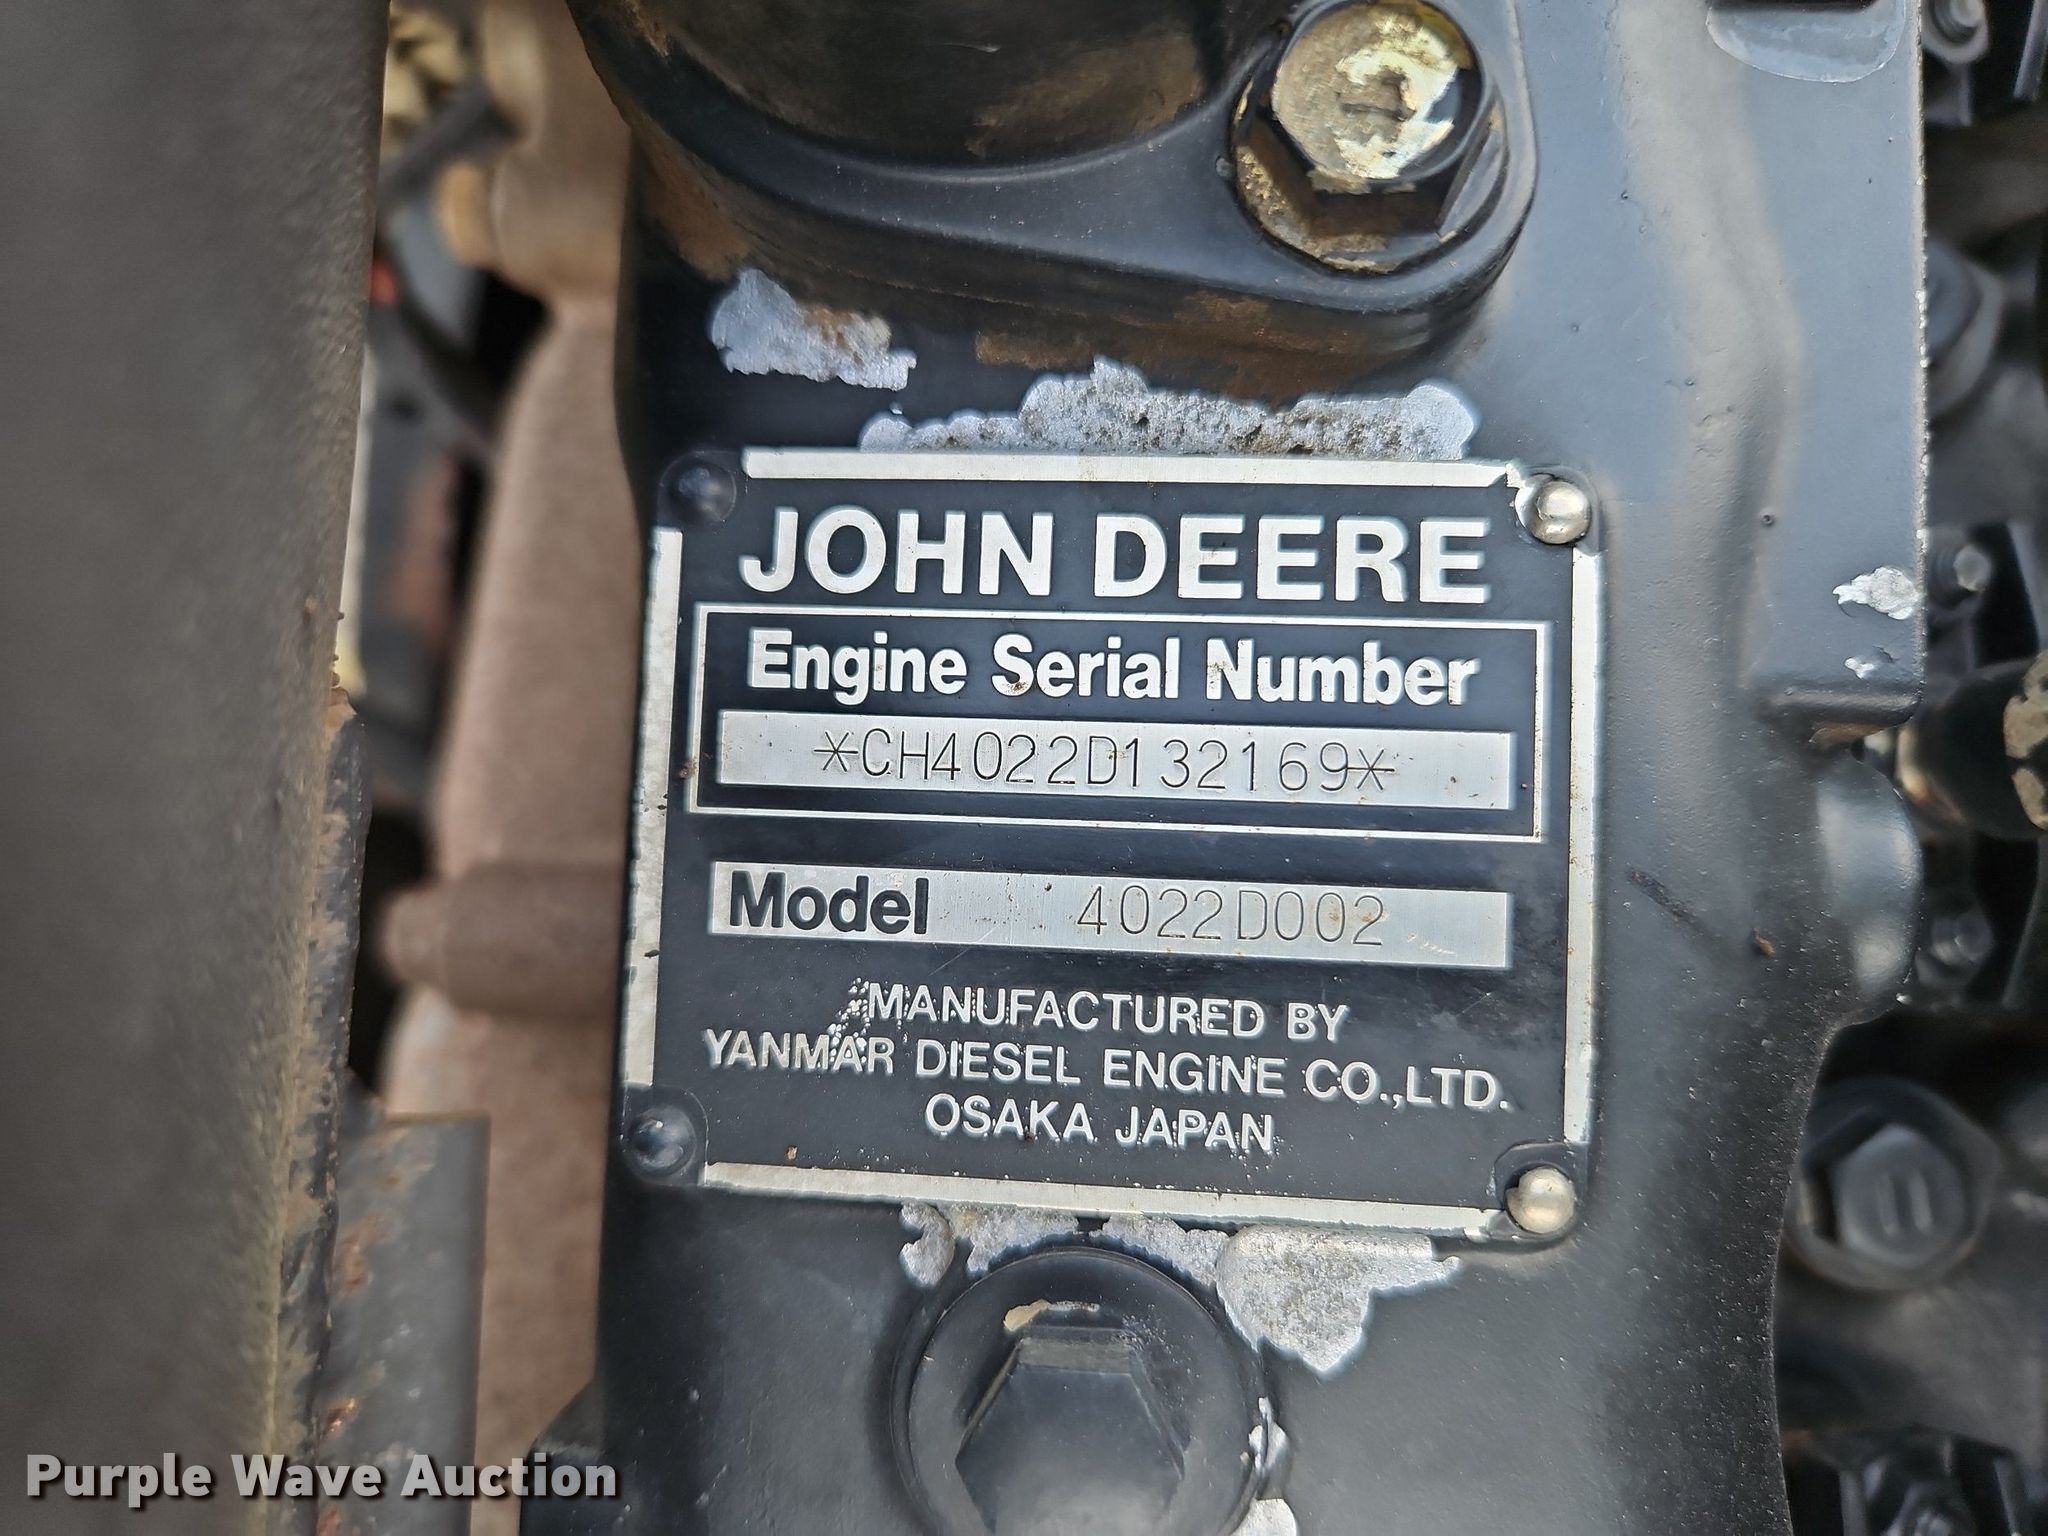 JOHN DEERE
Engine Serial Number
*CH4022D132169*
Model 4022D002
MANUFACTURED BY
YANMAR DIESEL ENGINE CO.,LTD.
OSAKA JAPAN
Purple Wave Auction